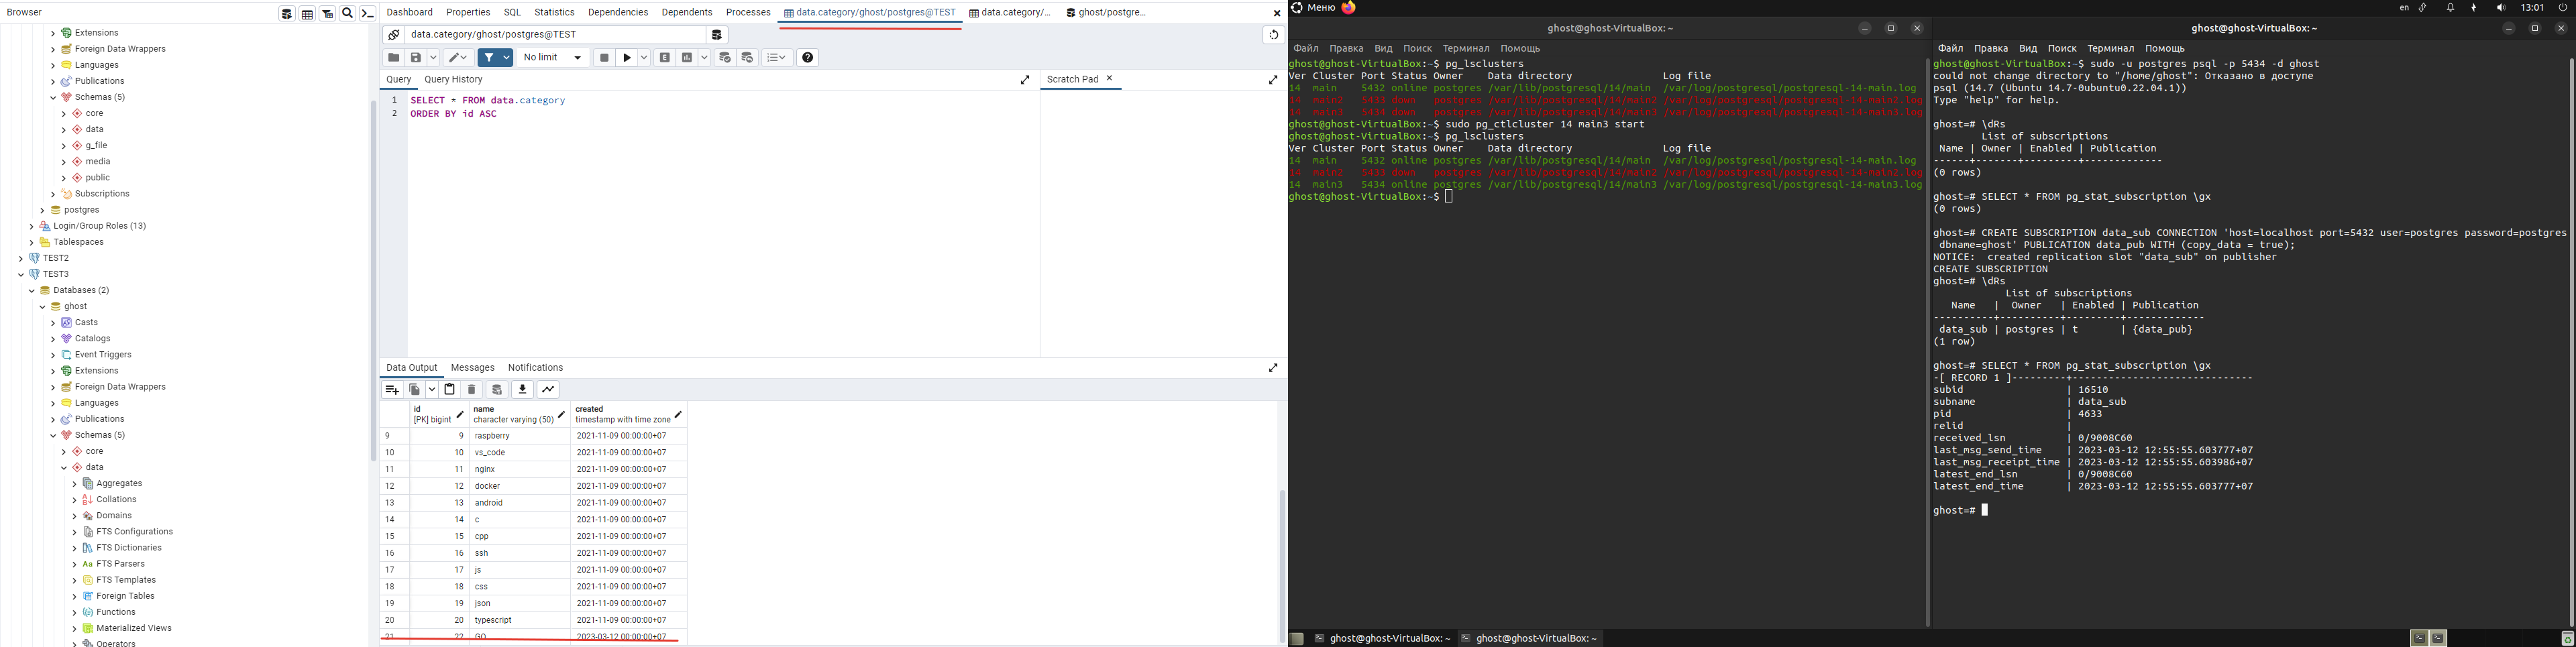 Browser
Extensions
Foreign Data Wrappers
Languages
Publications
Schemas (5)
core
data
g_file
media
public
Subscriptions
postgres
Login/Group Roles (13)
Tablespaces
TEST2
TEST3
Databases (2)
ghost
Casts
Catalogs
Event Triggers
Extensions
Foreign Data Wrappers
Languages
Publications
Schemas (5)
core
data
Aggregates
Collations
Domains
FTS Configurations
FTS Dictionaries
FTS Parsers
FTS Templates
Foreign Tables
Functions
Materialized Views
Operators
Dashboard Properties SQL Statistics Dependencies Dependents Processes data.category/ghost/postgres@TEST data.category/... ghost/postgre...
data.category/ghost/postgres@TEST
No limit
Query Query History Scratch Pad
1 SELECT * FROM data.category
2 ORDER BY id ASC
Data Output Messages Notifications
id name created
[PK] bigint character varying (50) timestamp with time zone
9 9 raspberry 2021-11-09 00:00:00+07
10 10 vs_code 2021-11-09 00:00:00+07
11 11 nginx 2021-11-09 00:00:00+07
12 12 docker 2021-11-09 00:00:00+07
13 13 android 2021-11-09 00:00:00+07
14 14 c 2021-11-09 00:00:00+07
15 15 cpp 2021-11-09 00:00:00+07
16 16 ssh 2021-11-09 00:00:00+07
17 17 js 2021-11-09 00:00:00+07
18 18 css 2021-11-09 00:00:00+07
19 19 json 2021-11-09 00:00:00+07
20 20 typescript 2021-11-09 00:00:00+07
21 22 GO 2023-03-12 00:00:00+07
Меню en 13:01
ghost@ghost-VirtualBox: ~
Файл Правка Вид Поиск Терминал Помощь
ghost@ghost-VirtualBox:~$ pg_lsclusters
Ver Cluster Port Status Owner Data directory Log file
14 main 5432 online postgres /var/lib/postgresql/14/main /var/log/postgresql/postgresql-14-main.log
14 main2 5433 down postgres /var/lib/postgresql/14/main2 /var/log/postgresql/postgresql-14-main2.log
14 main3 5434 down postgres /var/lib/postgresql/14/main3 /var/log/postgresql/postgresql-14-main3.log
ghost@ghost-VirtualBox:~$ sudo pg_ctlcluster 14 main3 start
ghost@ghost-VirtualBox:~$ pg_lsclusters
Ver Cluster Port Status Owner Data directory Log file
14 main 5432 online postgres /var/lib/postgresql/14/main /var/log/postgresql/postgresql-14-main.log
14 main2 5433 down postgres /var/lib/postgresql/14/main2 /var/log/postgresql/postgresql-14-main2.log
14 main3 5434 online postgres /var/lib/postgresql/14/main3 /var/log/postgresql/postgresql-14-main3.log
ghost@ghost-VirtualBox:~$
ghost@ghost-VirtualBox: ~
Файл Правка Вид Поиск Терминал Помощь
ghost@ghost-VirtualBox:~$ sudo -u postgres psql -p 5434 -d ghost
could not change directory to "/home/ghost": Отказано в доступе
psql (14.7 (Ubuntu 14.7-0ubuntu0.22.04.1))
Type "help" for help.
ghost=# \dRs
List of subscriptions
Name | Owner | Enabled | Publication
------+-------+---------+-------------
(0 rows)
ghost=# SELECT * FROM pg_stat_subscription \gx
(0 rows)
ghost=# CREATE SUBSCRIPTION data_sub CONNECTION 'host=localhost port=5432 user=postgres password=postgres
dbname=ghost' PUBLICATION data_pub WITH (copy_data = true);
NOTICE: created replication slot "data_sub" on publisher
CREATE SUBSCRIPTION
ghost=# \dRs
List of subscriptions
Name | Owner | Enabled | Publication
----------+----------+---------+-------------
data_sub | postgres | t | {data_pub}
(1 row)
ghost=# SELECT * FROM pg_stat_subscription \gx
-[ RECORD 1 ]---------+------------------------------
subid | 16510
subname | data_sub
pid | 4633
relid |
received_lsn | 0/9008C60
last_msg_send_time | 2023-03-12 12:55:55.603777+07
last_msg_receipt_time | 2023-03-12 12:55:55.603986+07
latest_end_lsn | 0/9008C60
latest_end_time | 2023-03-12 12:55:55.603777+07
ghost=#
ghost@ghost-VirtualBox: ~ ghost@ghost-VirtualBox: ~